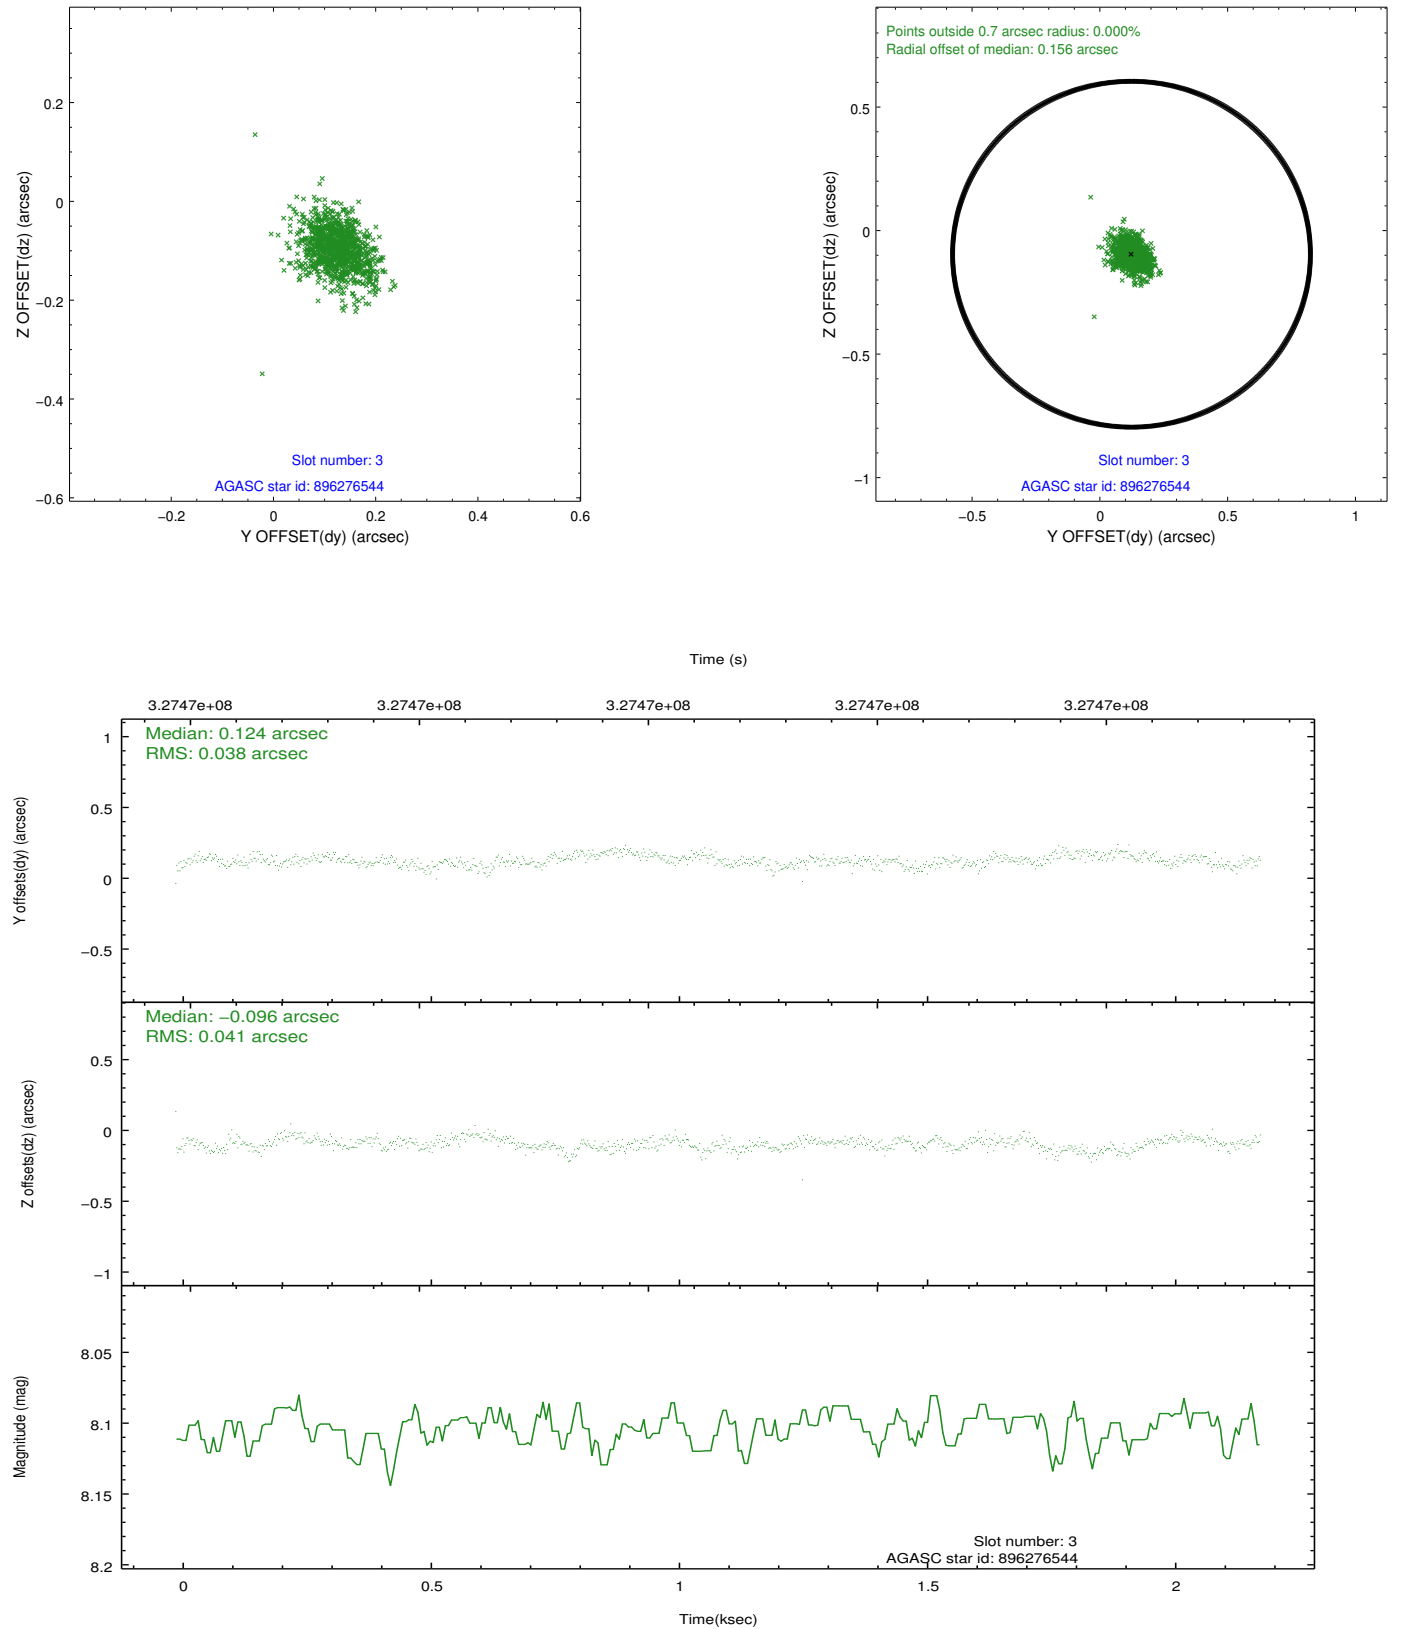 0.2
0
−0.2
−0.4
−0.6
Z OFFSET(dz) (arcsec)
Slot number: 3
AGASC star id: 896276544
−0.2
0
0.2
0.4
0.6
Y OFFSET(dy) (arcsec)
Points outside 0.7 arcsec radius: 0.000%
Radial offset of median: 0.156 arcsec
0.5
0
−0.5
−1
Z OFFSET(dz) (arcsec)
Slot number: 3
AGASC star id: 896276544
−0.5
0
0.5
1
Y OFFSET(dy) (arcsec)
Time (s)
3.2747e+08
3.2747e+08
3.2747e+08
3.2747e+08
3.2747e+08
Median: 0.124 arcsec
RMS: 0.038 arcsec
1
0.5
0
−0.5
Y offsets(dy) (arcsec)
Median: −0.096 arcsec
RMS: 0.041 arcsec
0.5
0
−0.5
−1
Z offsets(dz) (arcsec)
8.05
8.1
8.15
8.2
Magnitude (mag)
Slot number: 3
AGASC star id: 896276544
0
0.5
1
1.5
2
Time(ksec)